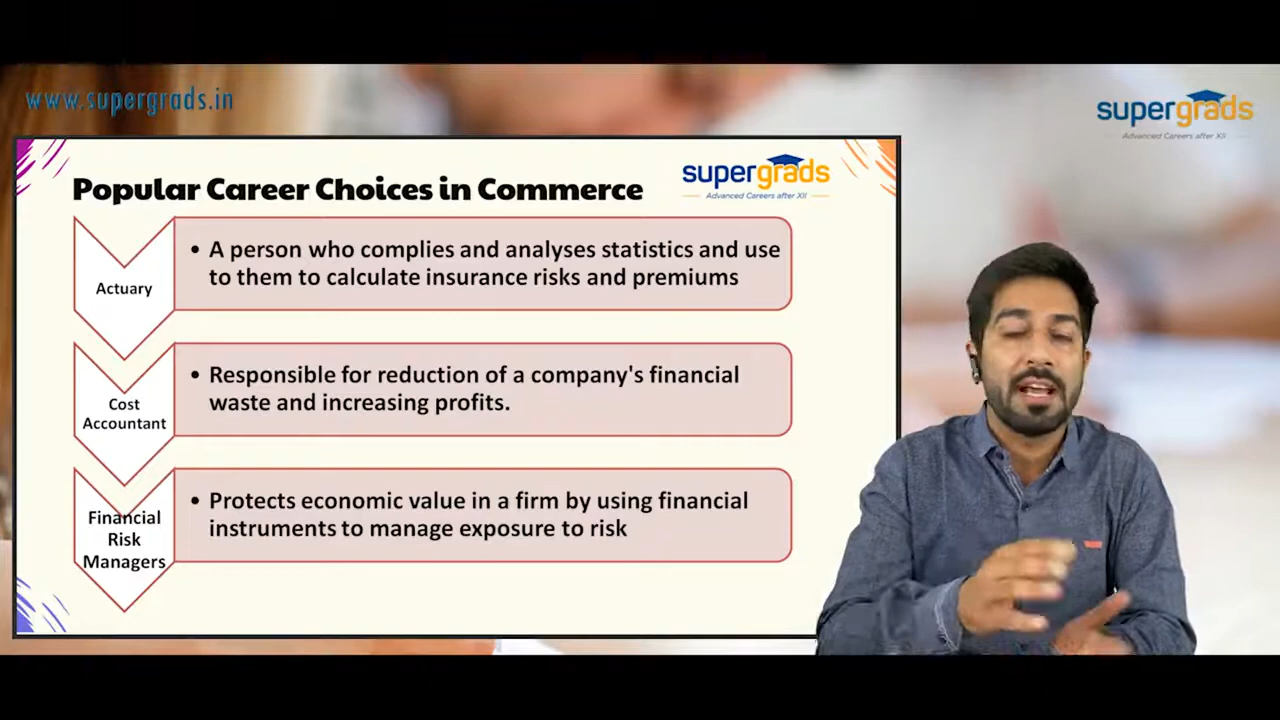 www.supergrads.in
supergrads
Advanced Careers after XII
supergrads
Advanced Careers after XII
Popular Career Choices in Commerce
Actuary
• A person who complies and analyses statistics and use
to them to calculate insurance risks and premiums
Cost
Accountant
• Responsible for reduction of a company's financial
waste and increasing profits.
Financial
Risk
Managers
• Protects economic value in a firm by using financial
instruments to manage exposure to risk